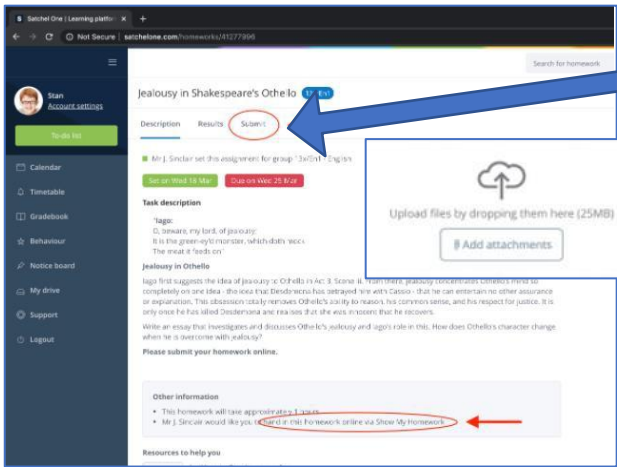 Satchel One | Learning platform
Not Secure | satchelone.com/homeworks/41277996
Search for homework
Stan
Account settings
To-do list
Calendar
Timetable
Gradebook
Behaviour
Notice board
My drive
Support
Logout
Jealousy in Shakespeare's Othello
Description Results Submit
Mr J. Sinclair set this assignment for group 13x/En1 - English
Set on Wed 18 Mar Due on Wed 25 Mar
Task description
'Iago:
O, beware, my lord, of jealousy;
It is the green-ey'd monster, which doth mock
The meat it feeds on'
Upload files by dropping them here (25MB)
Add attachments
Jealousy in Othello
Iago first suggests the idea of jealousy to Othello in Act 3, Scene iii. From there, jealousy concentrates Othello's mind so
completely on one idea - the idea that Desdemona has betrayed him with Cassio - that he can entertain no other assurance
or explanation. This obsession totally removes Othello's ability to reason, his common sense, and his respect for justice. It is
only once he has killed Desdemona and realises that she was innocent that he recovers.
Write an essay that investigates and discusses Othello's jealousy and Iago's role in this. How does Othello's character change
when he is overcome with jealousy?
Please submit your homework online.
Other information
This homework will take approximately hours
Mr J. Sinclair would like you to hand in this homework online via Show My Homework
Resources to help you